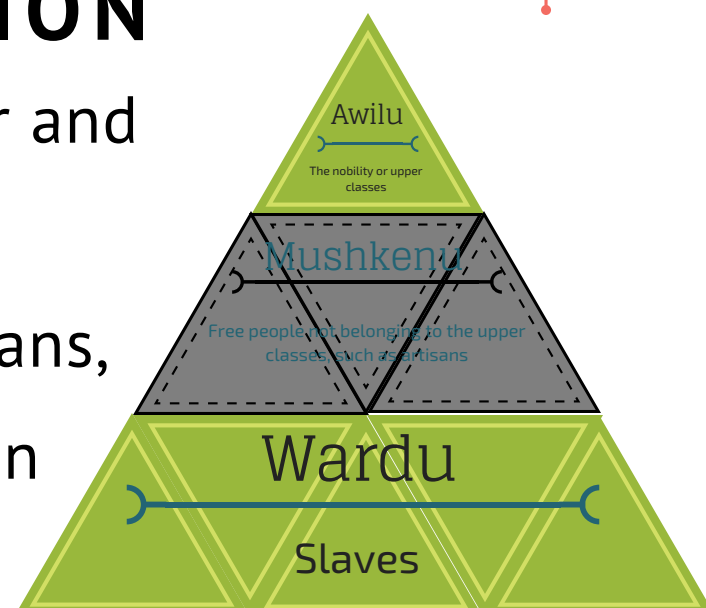 ION
r and
ans,
n
Awilu
The nobility or upper
classes
Mushkenu
Free people not belonging to the upper
classes, such as artisans
Wardu
Slaves